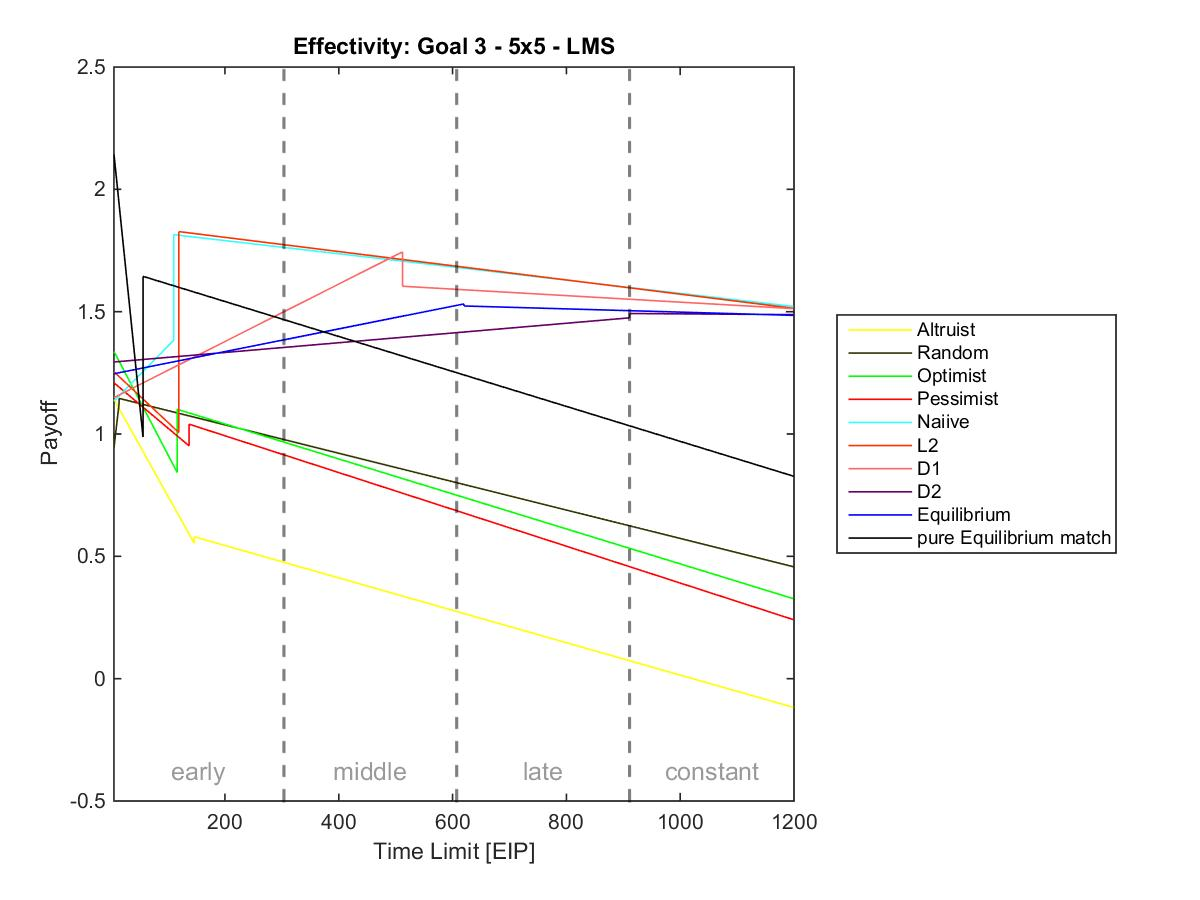 Effectivity: Goal 3 - 5x5 - LMS
2.5
2
1.5
1
0.5
0
-0.5
Payoff
early middle late constant
200 400 600 800 1000 1200
Time Limit [EIP]
Altruist
Random
Optimist
Pessimist
Naiive
L2
D1
D2
Equilibrium
pure Equilibrium match